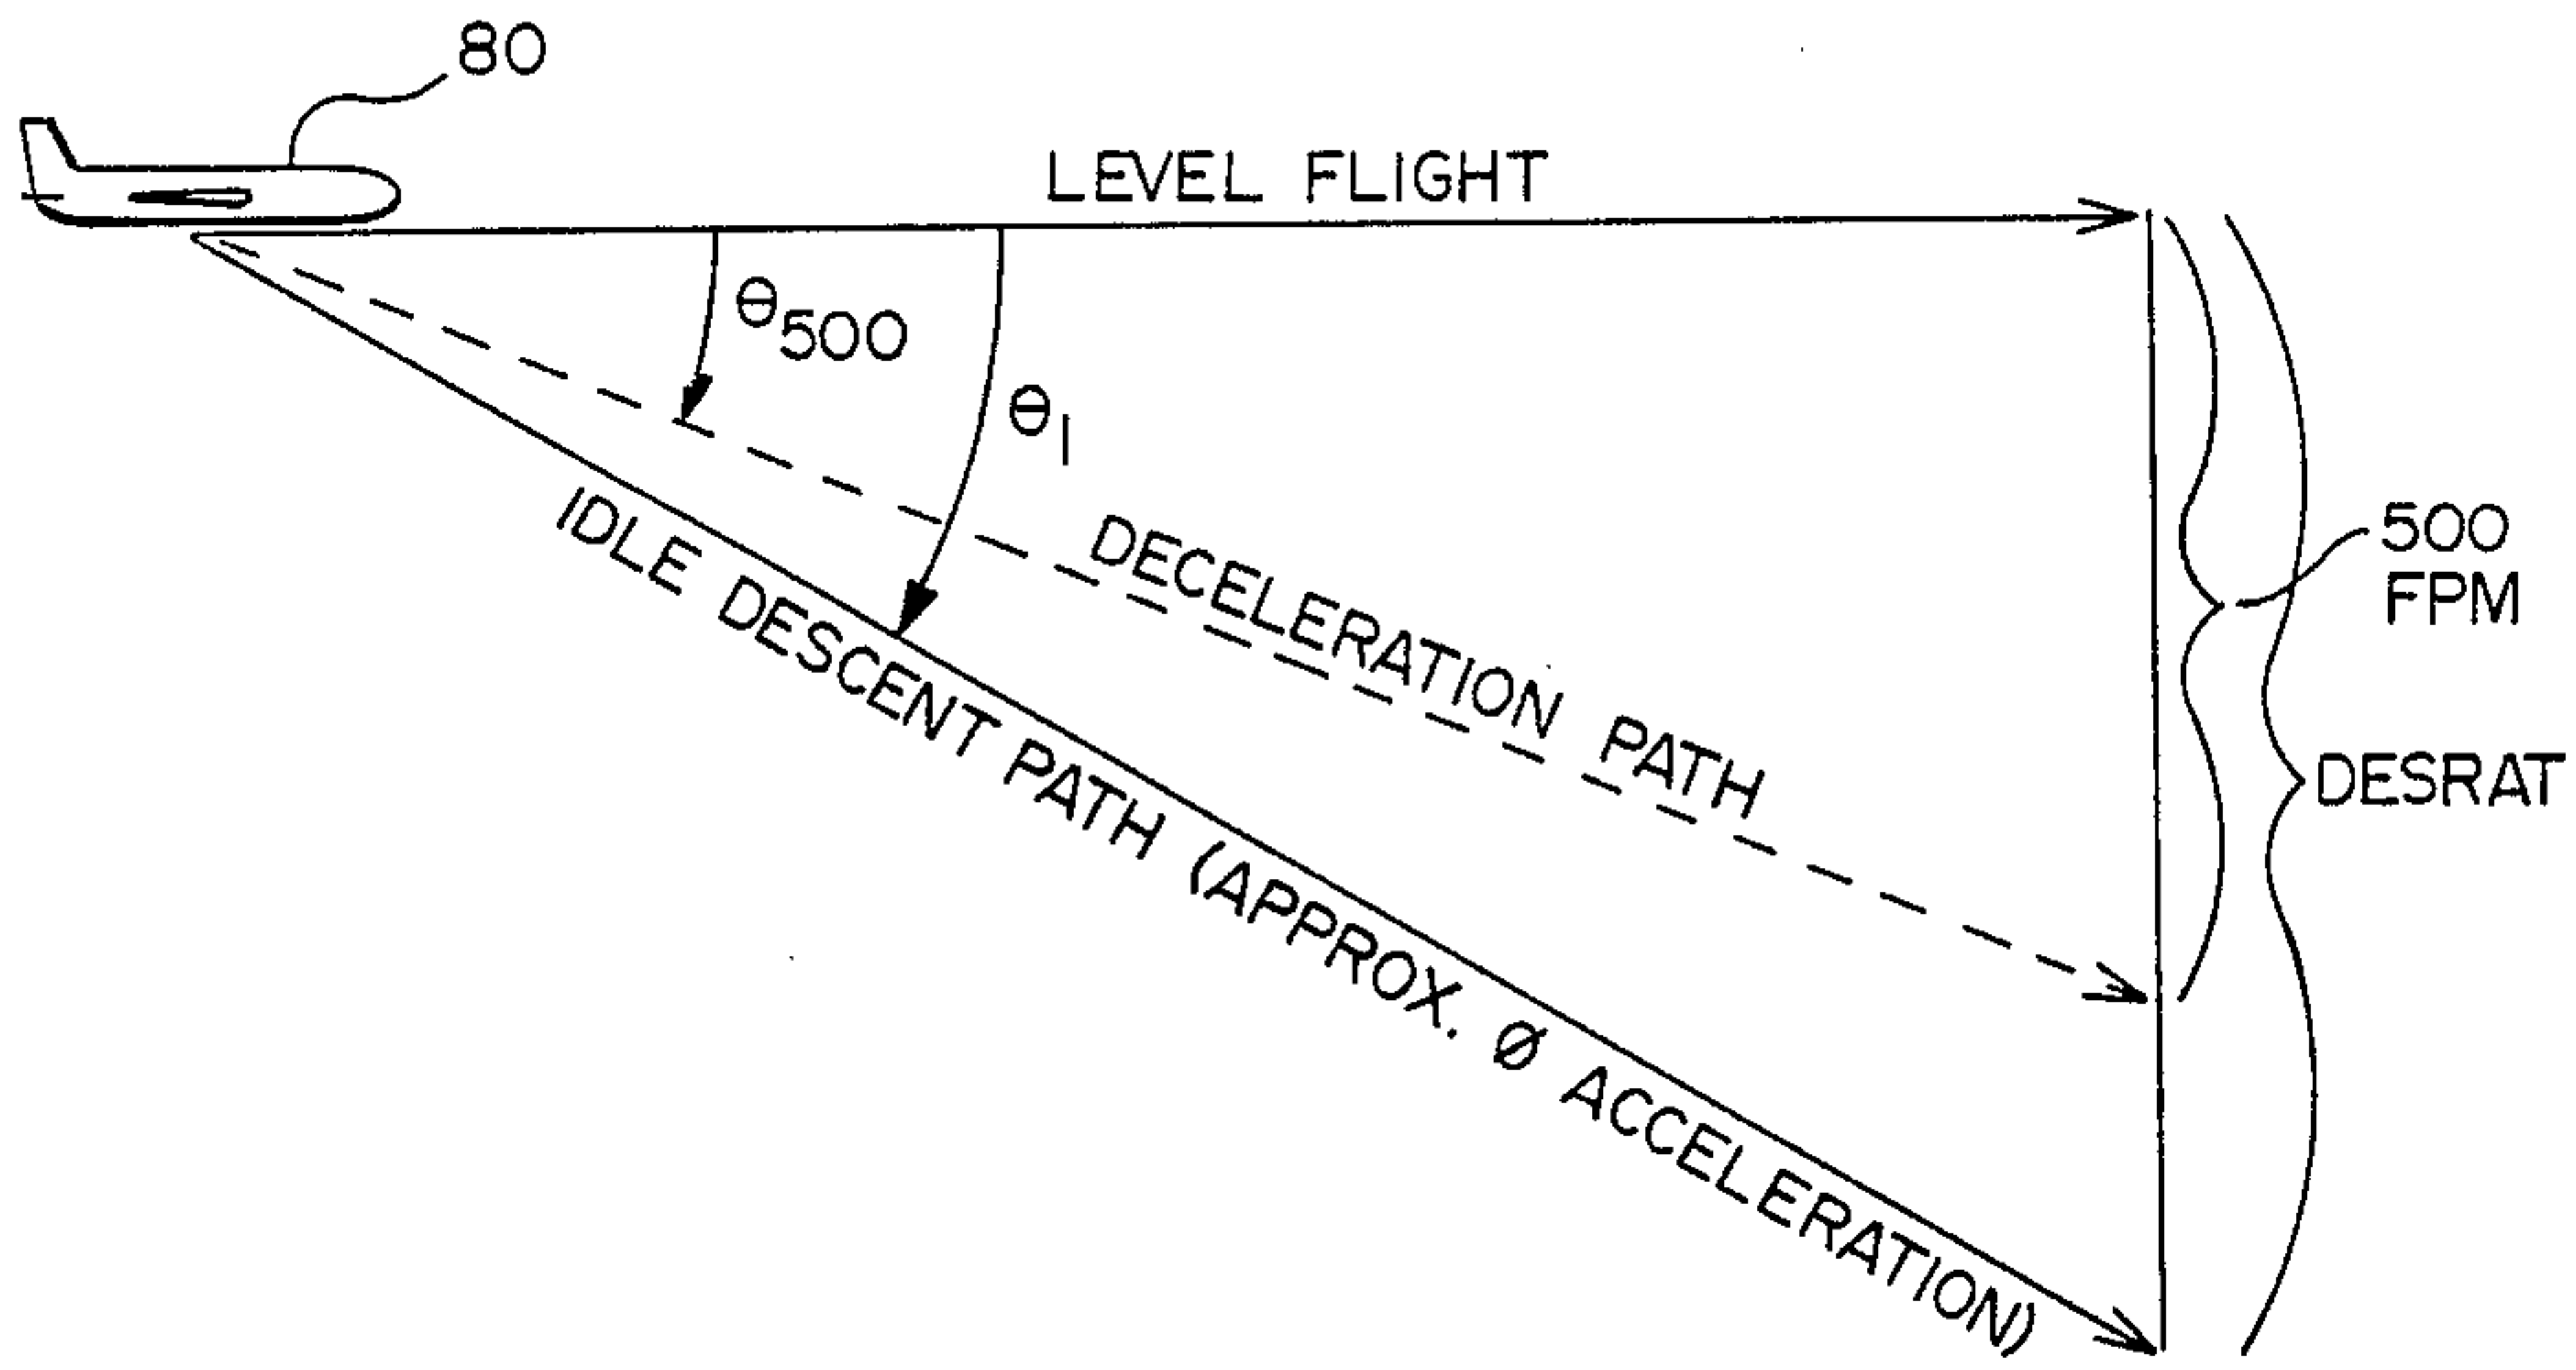 80
LEVEL FLIGHT
θ500
θ1
500
FPM
DECELERATION PATH
DESRAT
IDLE DESCENT PATH (APPROX. Ø ACCELERATION)